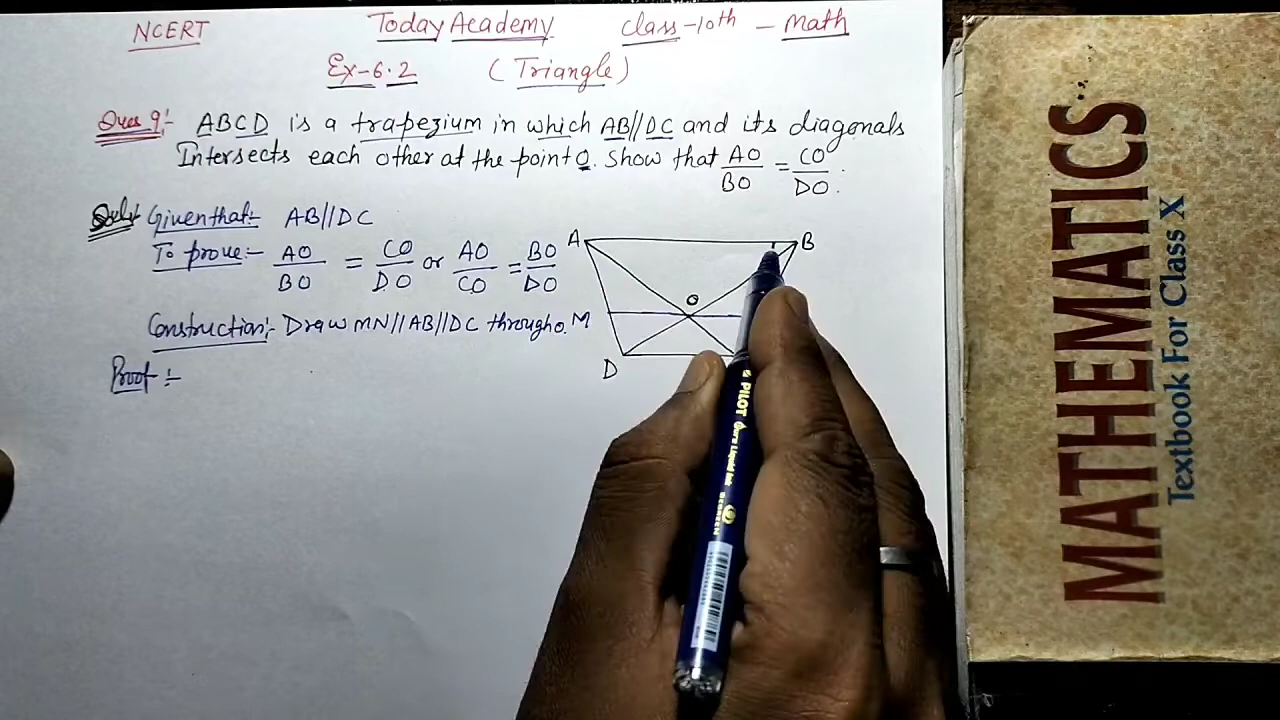 NCERT Today Academy class-10th - Math
Ex-6.2 (Triangle)
Ques 9:- ABCD is a trapezium in which AB//DC and its diagonals
Intersects each other at the point O. Show that AO/BO = CO/DO.
Soln:- Given that:- AB//DC
To prove:- AO/BO = CO/DO or AO/CO = BO/DO
Construction:- Draw MN//AB//DC through O.
Proof :-
A B
O
M
D
PILOT
MATHEMATICS
Textbook For Class X